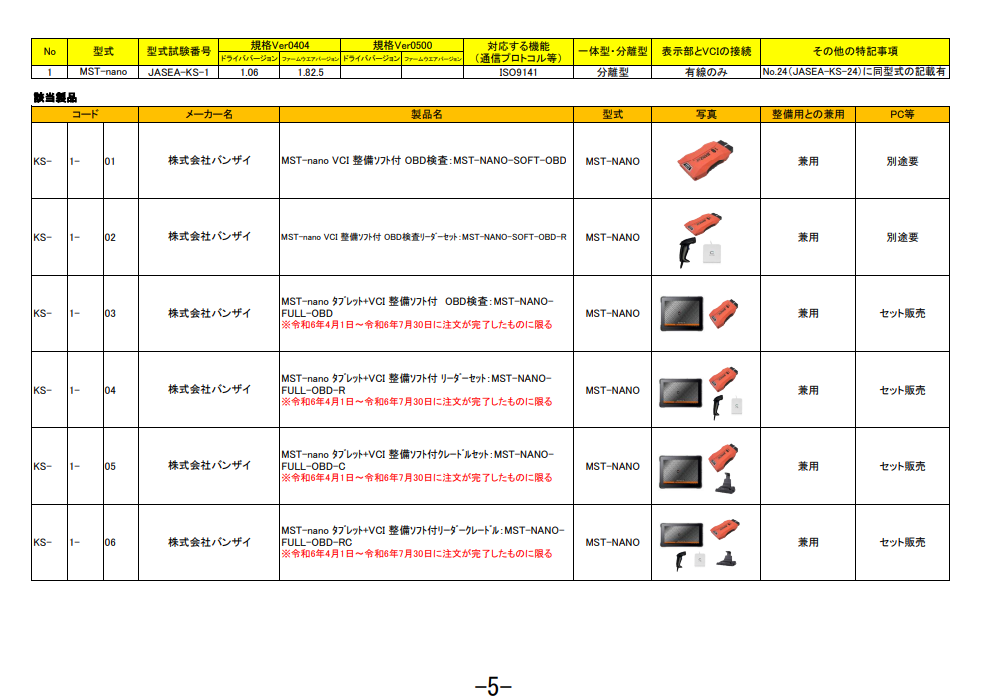 No 型式 型式試験番号 規格Ver0404 規格Ver0500 対応する機能 一体型・分離型 表示部とVCIの接続 その他の特記事項
ドライババージョン ファームウエアバージョン ドライババージョン ファームウエアバージョン （通信プロトコル等）
1 MST-nano JASEA-KS-1 1.06 1.82.5 ISO9141 分離型 有線のみ No.24（JASEA-KS-24）に同型式の記載有
該当製品
コード メーカー名 製品名 型式 写真 整備用との兼用 PC等
KS- 1- 01 株式会社バンザイ MST-nano VCI 整備ｿﾌﾄ付 OBD検査：MST-NANO-SOFT-OBD MST-NANO 兼用 別途要
KS- 1- 02 株式会社バンザイ MST-nano VCI 整備ｿﾌﾄ付 OBD検査ﾘｰﾀﾞｰｾｯﾄ：MST-NANO-SOFT-OBD-R MST-NANO 兼用 別途要
MST-nano ﾀﾌﾞﾚｯﾄ+VCI 整備ｿﾌﾄ付　OBD検査：MST-NANO-
KS- 1- 03 株式会社バンザイ FULL-OBD MST-NANO 兼用 セット販売
※令和6年4月1日～令和6年7月30日に注文が完了したものに限る
MST-nano ﾀﾌﾞﾚｯﾄ+VCI 整備ｿﾌﾄ付 ﾘｰﾀﾞｰｾｯﾄ：MST-NANO-
KS- 1- 04 株式会社バンザイ FULL-OBD-R MST-NANO 兼用 セット販売
※令和6年4月1日～令和6年7月30日に注文が完了したものに限る
MST-nano ﾀﾌﾞﾚｯﾄ+VCI 整備ｿﾌﾄ付ｸﾚｰﾄﾞﾙｾｯﾄ：MST-NANO-
KS- 1- 05 株式会社バンザイ FULL-OBD-C MST-NANO 兼用 セット販売
※令和6年4月1日～令和6年7月30日に注文が完了したものに限る
MST-nano ﾀﾌﾞﾚｯﾄ+VCI 整備ｿﾌﾄ付ﾘｰﾀﾞｰｸﾚｰﾄﾞﾙ：MST-NANO-
KS- 1- 06 株式会社バンザイ FULL-OBD-RC MST-NANO 兼用 セット販売
※令和6年4月1日～令和6年7月30日に注文が完了したものに限る
-5-